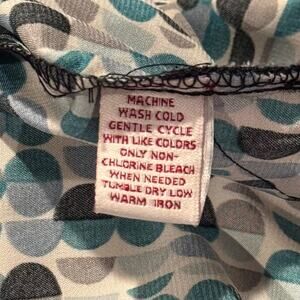 MACHINE
WASH COLD
GENTLE CYCLE
WITH LIKE COLORS
ONLY NON-
CHLORINE BLEACH
WHEN NEEDED
TUMBLE DRY LOW
WARM IRON